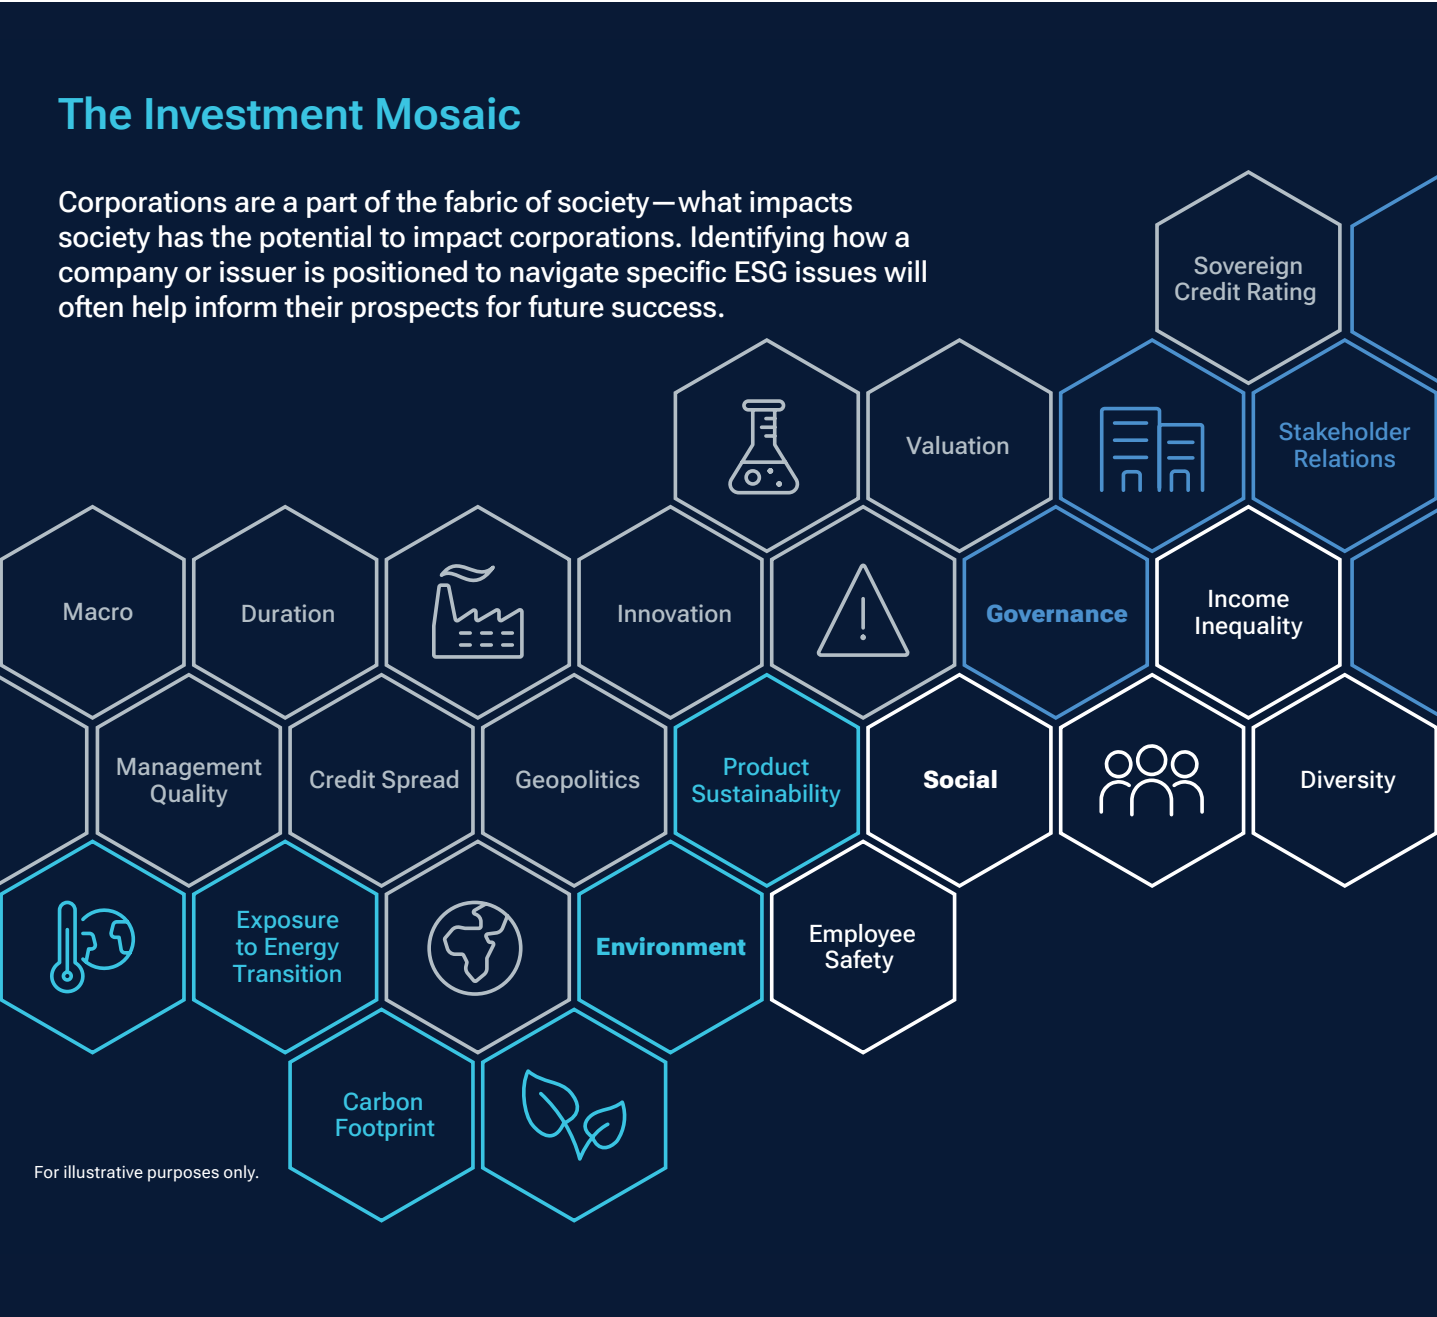 The Investment Mosaic
Corporations are a part of the fabric of society—what impacts
society has the potential to impact corporations. Identifying how a
company or issuer is positioned to navigate specific ESG issues will
often help inform their prospects for future success.
Sovereign
Credit Rating
Valuation
Stakeholder
Relations
Macro
Duration
Innovation
Governance
Income
Inequality
Management
Quality
Credit Spread
Geopolitics
Product
Sustainability
Social
Diversity
Exposure
to Energy
Transition
Environment
Employee
Safety
Carbon
Footprint
For illustrative purposes only.